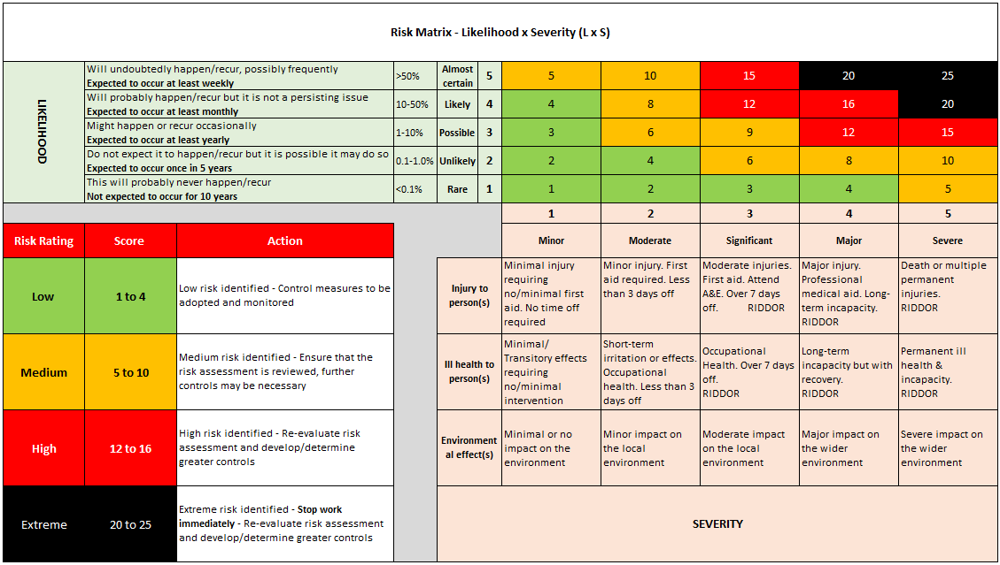 Risk Matrix - Likelihood x Severity (L x S)
LIKELIHOOD
Will undoubtedly happen/recur, possibly frequently
Expected to occur at least weekly
>50%
Almost
certain
5
5
10
15
20
25
Will probably happen/recur but it is not a persisting issue
Expected to occur at least monthly
10-50%
Likely
4
4
8
12
16
20
Might happen or recur occasionally
Expected to occur at least yearly
1-10%
Possible
3
3
6
9
12
15
Do not expect it to happen/recur but it is possible it may do so
Expected to occur once in 5 years
0.1-1.0%
Unlikely
2
2
4
6
8
10
This will probably never happen/recur
Not expected to occur for 10 years
<0.1%
Rare
1
1
2
3
4
5
1
2
3
4
5
Minor
Moderate
Significant
Major
Severe
Risk Rating
Score
Action
Low
1 to 4
Low risk identified - Control measures to be
adopted and monitored
Medium
5 to 10
Medium risk identified - Ensure that the
risk assessment is reviewed, further
controls may be necessary
High
12 to 16
High risk identified - Re-evaluate risk
assessment and develop/determine
greater controls
Extreme
20 to 25
Extreme risk identified - Stop work
immediately - Re-evaluate risk assessment
and develop/determine greater controls
Injury to
person(s)
Minimal injury
requiring
no/minimal first
aid. No time off
required
Minor injury. First
aid required. Less
than 3 days off
Moderate injuries.
First aid. Attend
A&E. Over 7 days
off. RIDDOR
Major injury.
Professional
medical aid. Long-
term incapacity.
RIDDOR
Death or multiple
permanent
injuries.
RIDDOR
Ill health to
person(s)
Minimal/
Transitory effects
requiring
no/minimal
intervention
Short-term
irritation or effects.
Occupational
health. Less than 3
days off
Occupational
Health. Over 7 days
off.
RIDDOR
Long-term
incapacity but with
recovery.
RIDDOR
Permanent ill
health &
incapacity.
RIDDOR
Environment
al effect(s)
Minimal or no
impact on the
environment
Minor impact on
the local
environment
Moderate impact
on the local
environment
Major impact on
the wider
environment
Severe impact on
the wider
environment
SEVERITY